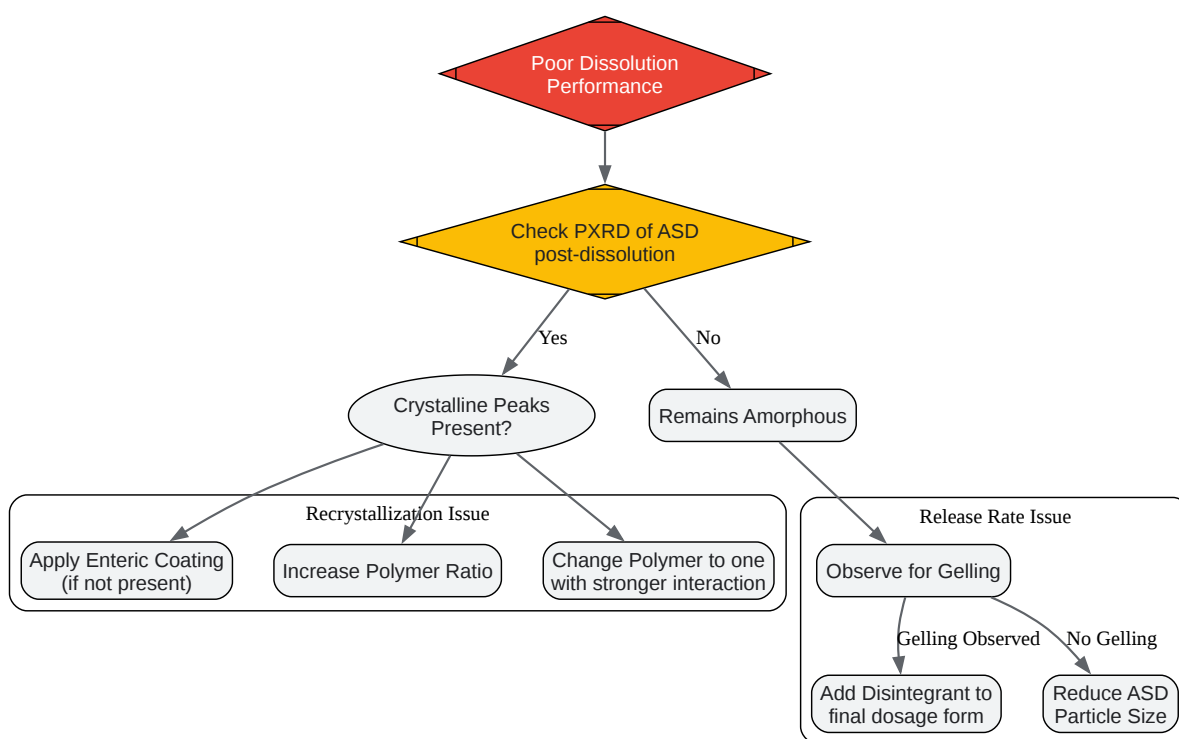 Poor Dissolution
Performance
Check PXRD of ASD
post-dissolution
Yes
No
Crystalline Peaks
Present?
Remains Amorphous
Recrystallization Issue
Apply Enteric Coating
(if not present)
Increase Polymer Ratio
Change Polymer to one
with stronger interaction
Release Rate Issue
Observe for Gelling
Gelling Observed
No Gelling
Add Disintegrant to
final dosage form
Reduce ASD
Particle Size